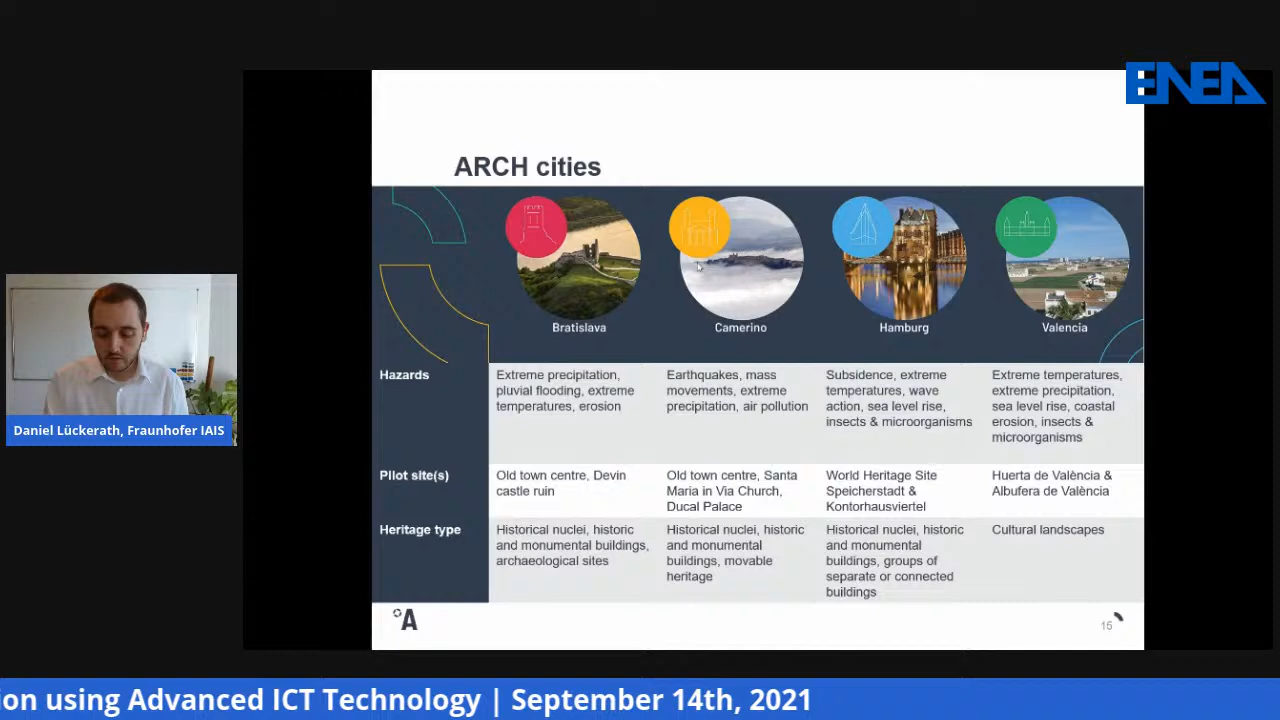 ENEA
ARCH cities
Bratislava
Camerino
Hamburg
Valencia
Hazards
Extreme precipitation,
pluvial flooding, extreme
temperatures, erosion
Earthquakes, mass
movements, extreme
precipitation, air pollution
Subsidence, extreme
temperatures, wave
action, sea level rise,
insects & microorganisms
Extreme temperatures,
extreme precipitation,
sea level rise, coastal
erosion, insects &
microorganisms
Pilot site(s)
Old town centre, Devin
castle ruin
Old town centre, Santa
Maria in Via Church,
Ducal Palace
World Heritage Site
Speicherstadt &
Kontorhausviertel
Huerta de València &
Albufera de València
Heritage type
Historical nuclei, historic
and monumental buildings,
archaeological sites
Historical nuclei, historic
and monumental
buildings, movable
heritage
Historical nuclei, historic
and monumental
buildings, groups of
separate or connected
buildings
Cultural landscapes
A
15
Daniel Lückerath, Fraunhofer IAIS
ion using Advanced ICT Technology | September 14th, 2021